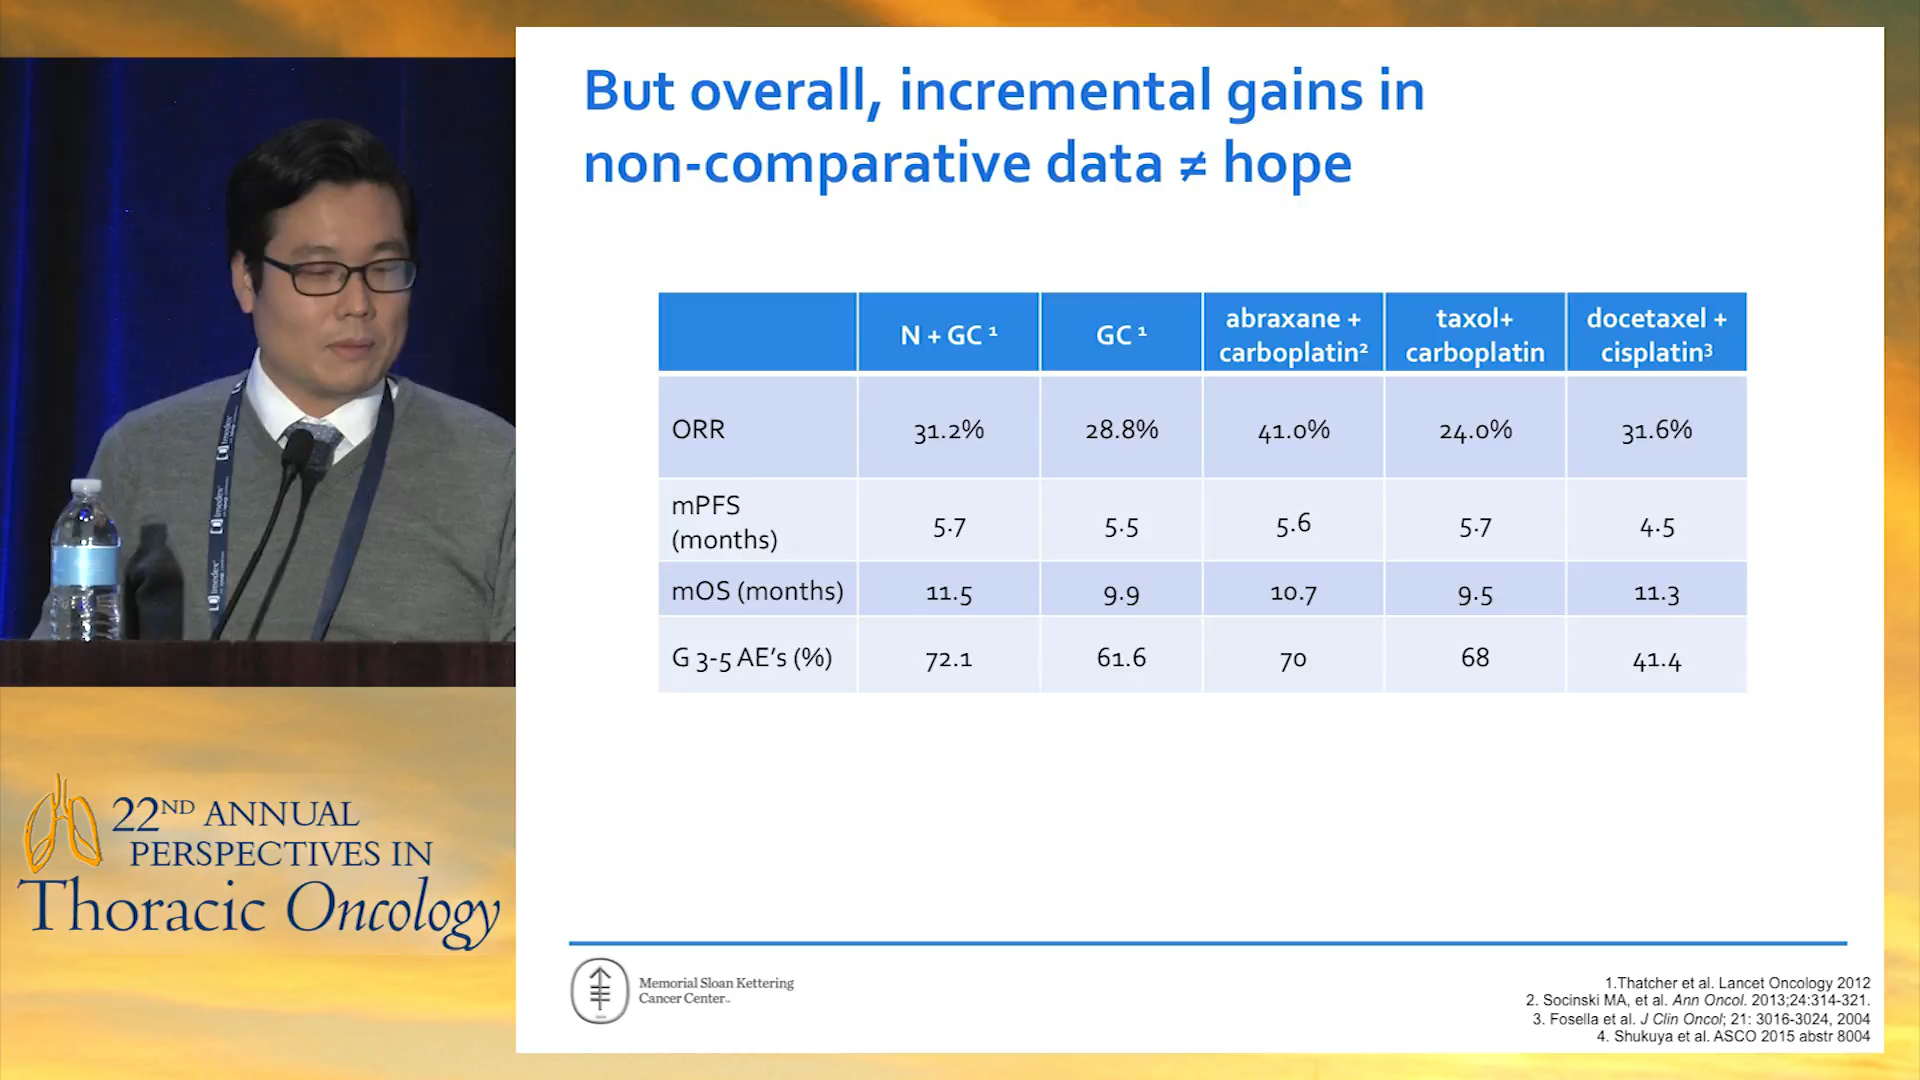 But overall, incremental gains in
non-comparative data ≠ hope
N + GC ¹
GC ¹
abraxane +
carboplatin²
taxol+
carboplatin
docetaxel +
cisplatin³
ORR
31.2%
28.8%
41.0%
24.0%
31.6%
mPFS
(months)
5.7
5.5
5.6
5.7
4.5
mOS (months)
11.5
9.9
10.7
9.5
11.3
G 3-5 AE's (%)
72.1
61.6
70
68
41.4
Memorial Sloan Kettering
Cancer Center
1.Thatcher et al. Lancet Oncology 2012
2. Socinski MA, et al. Ann Oncol. 2013;24:314-321.
3. Fosella et al. J Clin Oncol; 21: 3016-3024, 2004
4. Shukuya et al. ASCO 2015 abstr 8004
22ND ANNUAL
PERSPECTIVES IN
Thoracic Oncology
imedex
imedex
imedex